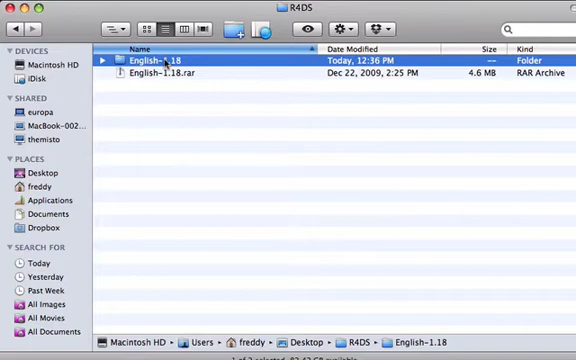 R4DS
DEVICES
Macintosh HD
iDisk
SHARED
europa
MacBook-002...
themisto
PLACES
Desktop
freddy
Applications
Documents
Dropbox
SEARCH FOR
Today
Yesterday
Past Week
All Images
All Movies
All Documents
Name Date Modified Size Kind
English-1.18 Today, 12:36 PM -- Folder
English-1.18.rar Dec 22, 2009, 2:25 PM 4.6 MB RAR Archive
Macintosh HD Users freddy Desktop R4DS English-1.18